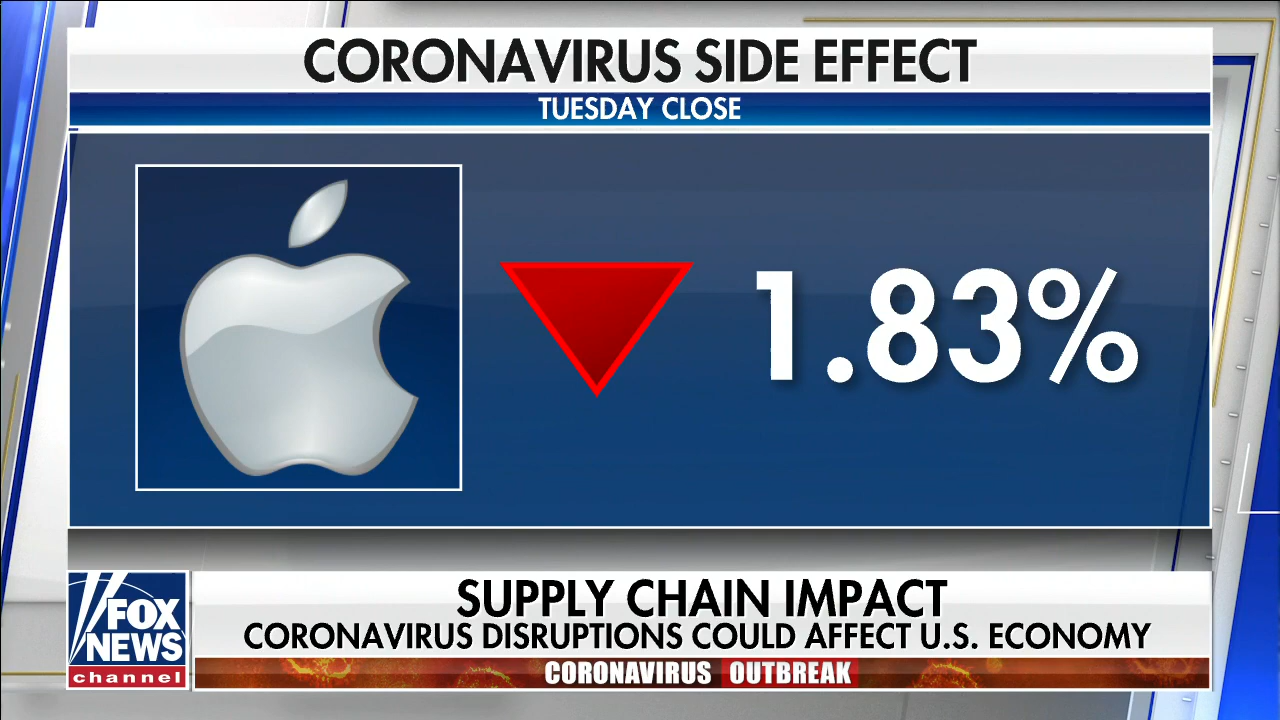 CORONAVIRUS SIDE EFFECT
TUESDAY CLOSE
1.83%
SUPPLY CHAIN IMPACT
CORONAVIRUS DISRUPTIONS COULD AFFECT U.S. ECONOMY
FOX
NEWS
channel
CORONAVIRUS OUTBREAK